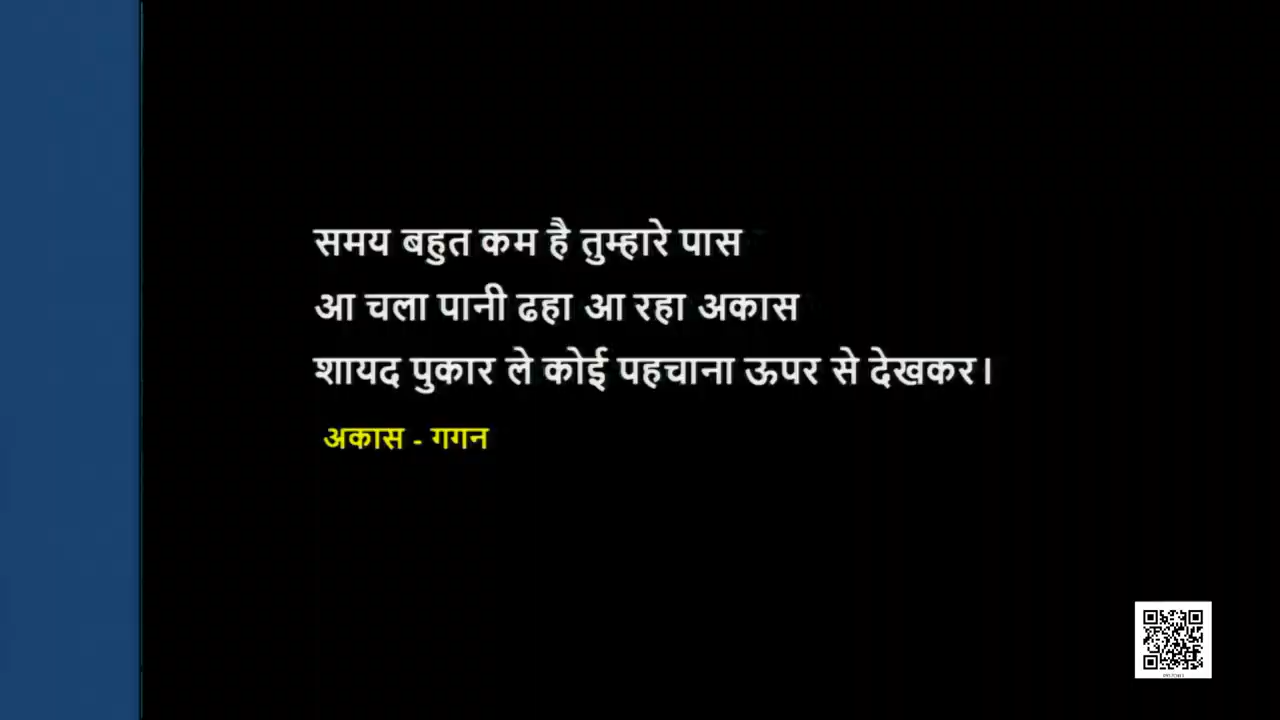 समय बहुत कम है तुम्हारे पास
आ चला पानी ढहा आ रहा अकास
शायद पुकार ले कोई पहचाना ऊपर से देखकर।
अकास - गगन